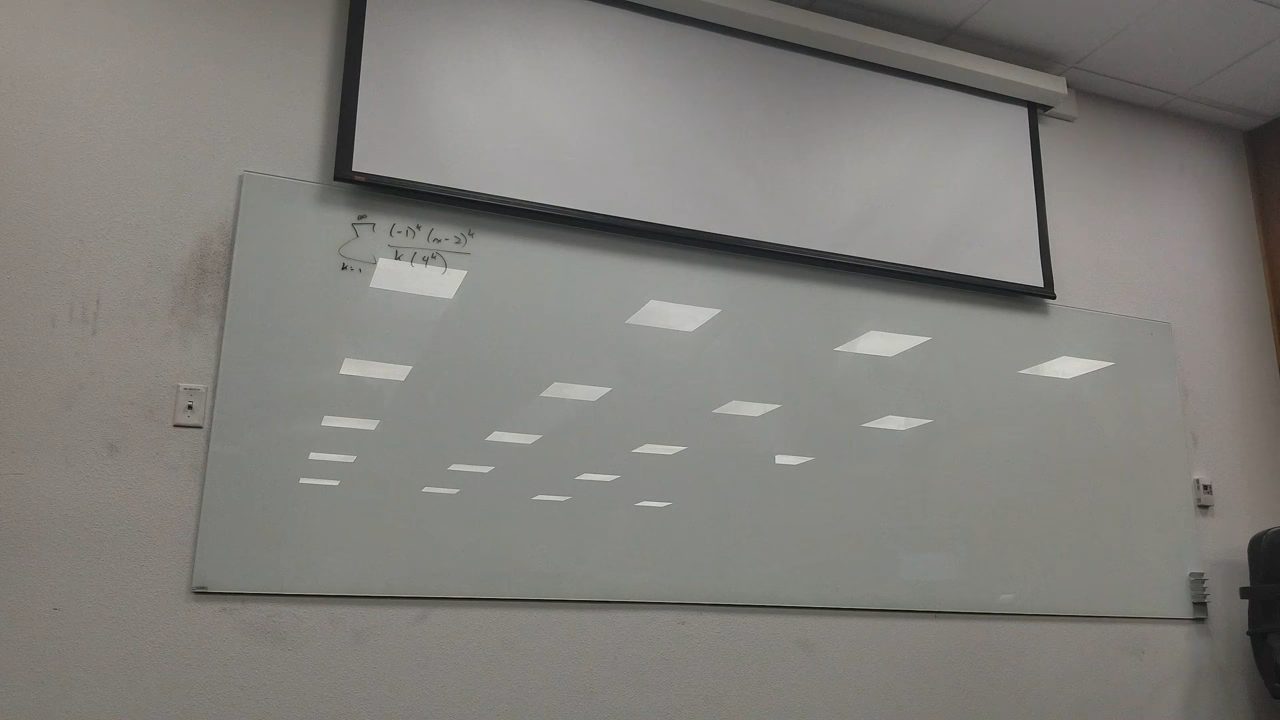 ∞
Σ (-1)^k (x-2)^k / k(4^k)
k=1